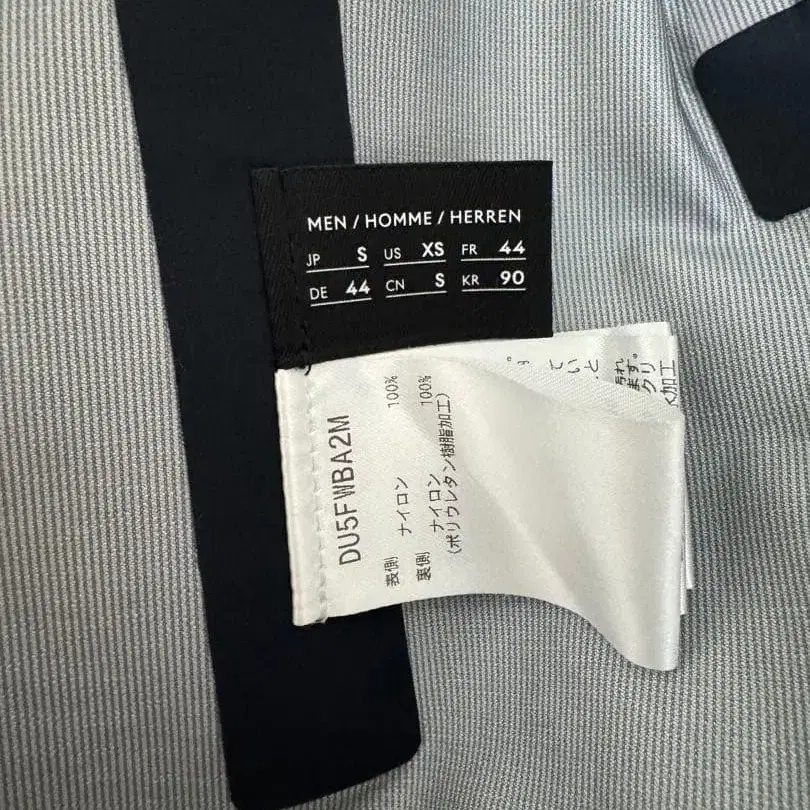 MEN / HOMME / HERREN
JP S US XS FR 44
DE 44 CN S KR 90
DU5FWBA2M
表側 ナイロン 100%
裏側 ナイロン 100%
(ポリウレタン樹脂加工)